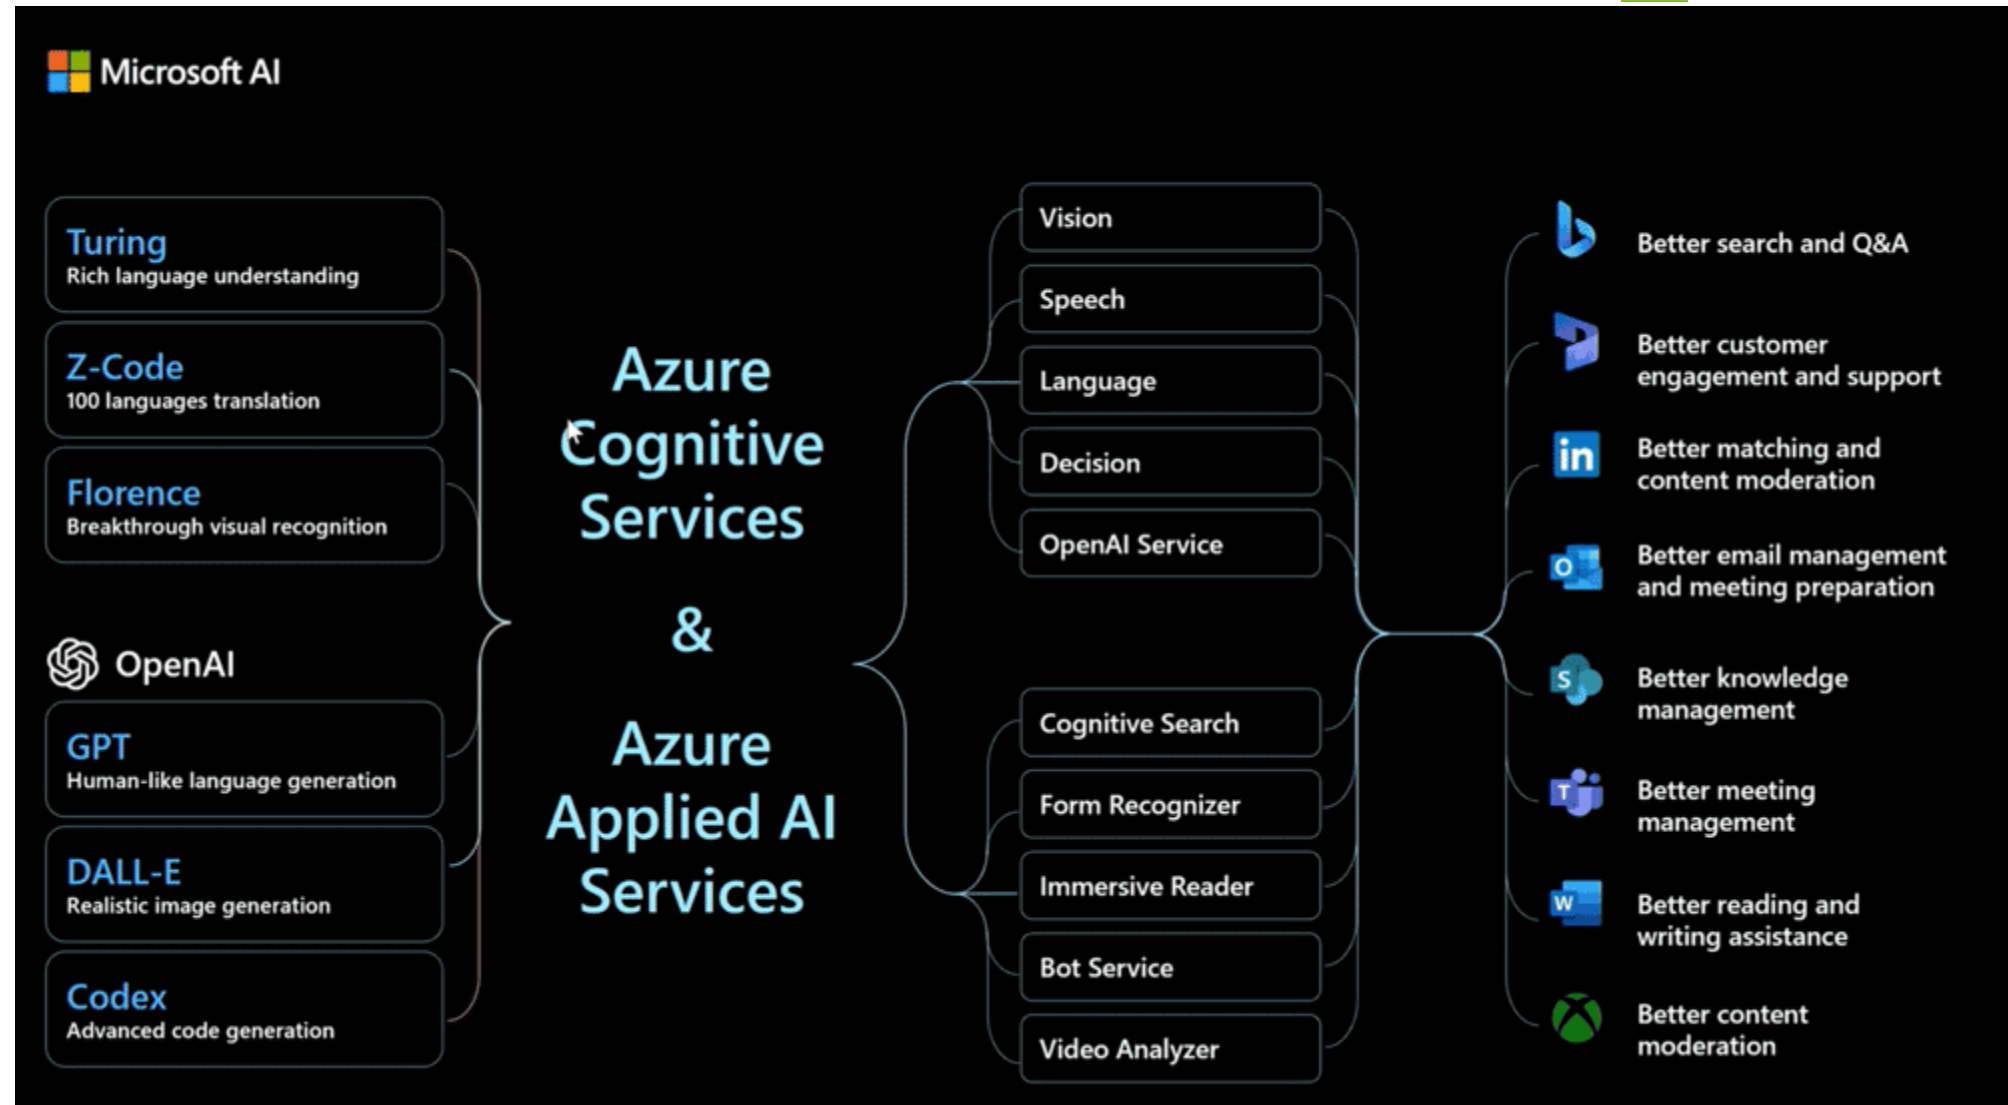 Microsoft AI
Turing
Rich language understanding
Z-Code
100 languages translation
Florence
Breakthrough visual recognition
OpenAI
GPT
Human-like language generation
DALL-E
Realistic image generation
Codex
Advanced code generation
Azure
Cognitive
Services
&
Azure
Applied AI
Services
Vision
Speech
Language
Decision
OpenAI Service
Cognitive Search
Form Recognizer
Immersive Reader
Bot Service
Video Analyzer
Better search and Q&A
Better customer
engagement and support
in
Better matching and
content moderation
O
Better email management
and meeting preparation
S
Better knowledge
management
T
Better meeting
management
W
Better reading and
writing assistance
Better content
moderation